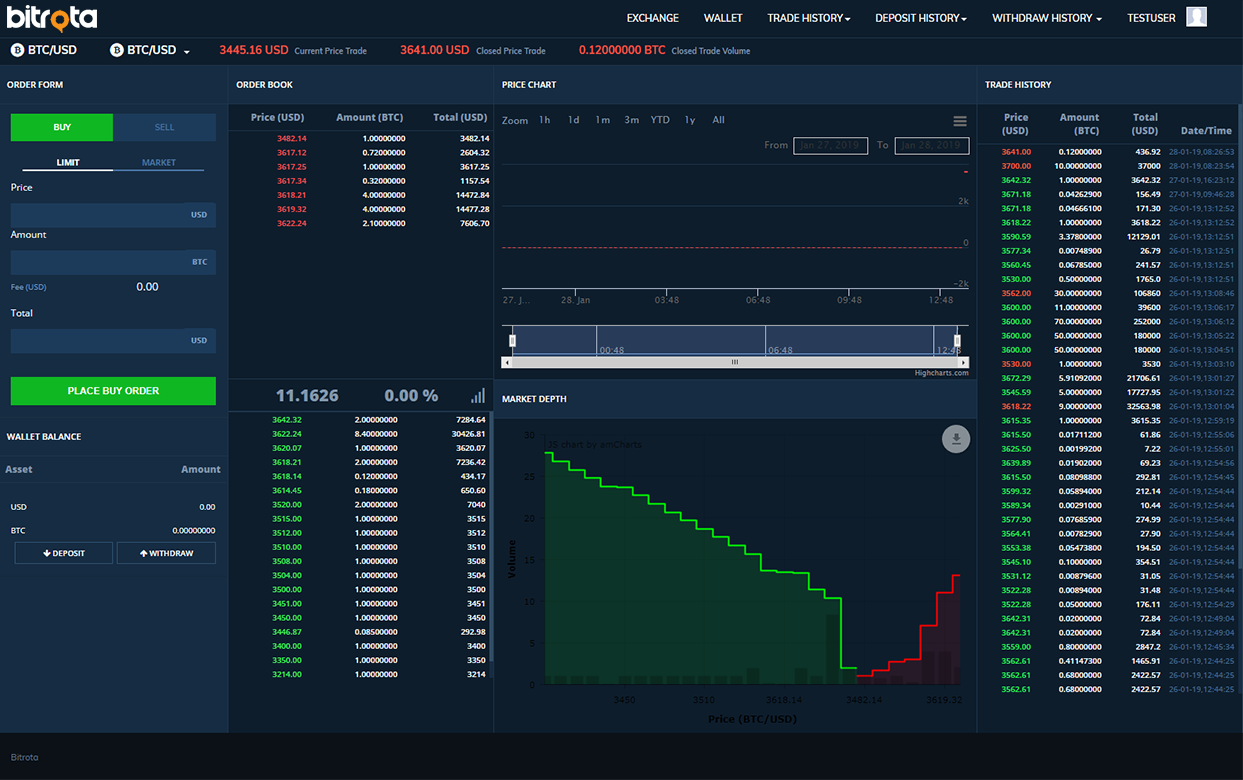 bitrota
EXCHANGE WALLET TRADE HISTORY DEPOSIT HISTORY WITHDRAW HISTORY TESTUSER
BTC/USD BTC/USD 3445.16 USD Current Price Trade 3641.00 USD Closed Price Trade 0.12000000 BTC Closed Trade Volume
ORDER FORM
BUY SELL
LIMIT MARKET
Price
USD
Amount
BTC
Fee (USD) 0.00
Total
USD
PLACE BUY ORDER
WALLET BALANCE
Asset Amount
USD 0.00
BTC 0.00000000
DEPOSIT WITHDRAW
ORDER BOOK
Price (USD) Amount (BTC) Total (USD)
3482.14 1.00000000 3482.14
3617.12 0.72000000 2604.32
3617.25 1.00000000 3617.25
3617.34 0.32000000 1157.54
3618.21 4.00000000 14472.84
3619.32 4.00000000 14477.28
3622.24 2.10000000 7606.70
11.1626 0.00 %
3642.32 2.00000000 7284.64
3622.24 8.40000000 30426.81
3620.07 1.00000000 3620.07
3618.21 2.00000000 7236.42
3618.14 0.12000000 434.17
3614.45 0.18000000 650.60
3520.00 2.00000000 7040
3515.00 1.00000000 3515
3512.00 1.00000000 3512
3510.00 1.00000000 3510
3508.00 1.00000000 3508
3504.00 1.00000000 3504
3500.00 1.00000000 3500
3451.00 1.00000000 3451
3450.00 1.00000000 3450
3446.87 0.08500000 292.98
3400.00 1.00000000 3400
3350.00 1.00000000 3350
3214.00 1.00000000 3214
PRICE CHART
Zoom 1h 1d 1m 3m YTD 1y All
From Jan 27, 2019 To Jan 28, 2019
2k
0
-2k
27. J... 28. Jan 03:48 06:48 09:48 12:48
00:48 06:48 12:48
Highcharts.com
MARKET DEPTH
JS chart by amCharts
30
25
20
15
10
5
0
Volume
3450 3510 3618.14 3482.14 3619.32
Price (BTC/USD)
TRADE HISTORY
Price (USD) Amount (BTC) Total (USD) Date/Time
3641.00 0.12000000 436.92 28-01-19,08:26:53
3700.00 10.00000000 37000 28-01-19,08:23:54
3642.32 1.00000000 3642.32 27-01-19,16:23:12
3671.18 0.04262900 156.49 27-01-19,09:46:28
3671.18 0.04666100 171.30 26-01-19,13:12:52
3618.22 1.00000000 3618.22 26-01-19,13:12:52
3590.59 3.37800000 12129.01 26-01-19,13:12:51
3577.34 0.00748900 26.79 26-01-19,13:12:51
3560.45 0.06785000 241.57 26-01-19,13:12:51
3530.00 0.50000000 1765.0 26-01-19,13:12:51
3562.00 30.00000000 106860 26-01-19,13:08:46
3600.00 11.00000000 39600 26-01-19,13:06:17
3600.00 70.00000000 252000 26-01-19,13:06:12
3600.00 50.00000000 180000 26-01-19,13:05:22
3600.00 50.00000000 180000 26-01-19,13:04:51
3530.00 1.00000000 3530 26-01-19,13:03:10
3672.29 5.91092000 21706.61 26-01-19,13:01:27
3545.59 5.00000000 17727.95 26-01-19,13:01:22
3618.22 9.00000000 32563.98 26-01-19,13:01:04
3615.35 1.00000000 3615.35 26-01-19,12:59:19
3615.50 0.01711200 61.86 26-01-19,12:55:06
3625.50 0.00199200 7.22 26-01-19,12:55:01
3639.89 0.01902000 69.23 26-01-19,12:54:56
3615.50 0.08098800 292.81 26-01-19,12:54:45
3599.32 0.05894000 212.14 26-01-19,12:54:44
3589.34 0.00291000 10.44 26-01-19,12:54:44
3577.90 0.07685900 274.99 26-01-19,12:54:44
3564.41 0.00782900 27.90 26-01-19,12:54:44
3553.38 0.05473800 194.50 26-01-19,12:54:44
3545.10 0.10000000 354.51 26-01-19,12:54:44
3531.12 0.00879600 31.05 26-01-19,12:54:44
3522.28 0.00894000 31.48 26-01-19,12:54:44
3522.28 0.05000000 176.11 26-01-19,12:54:29
3642.31 0.02000000 72.84 26-01-19,12:49:04
3642.31 0.02000000 72.84 26-01-19,12:49:04
3559.00 0.80000000 2847.2 26-01-19,12:45:34
3562.61 0.41147300 1465.91 26-01-19,12:44:25
3562.61 0.68000000 2422.57 26-01-19,12:44:25
3562.61 0.68000000 2422.57 26-01-19,12:44:25
Bitrota